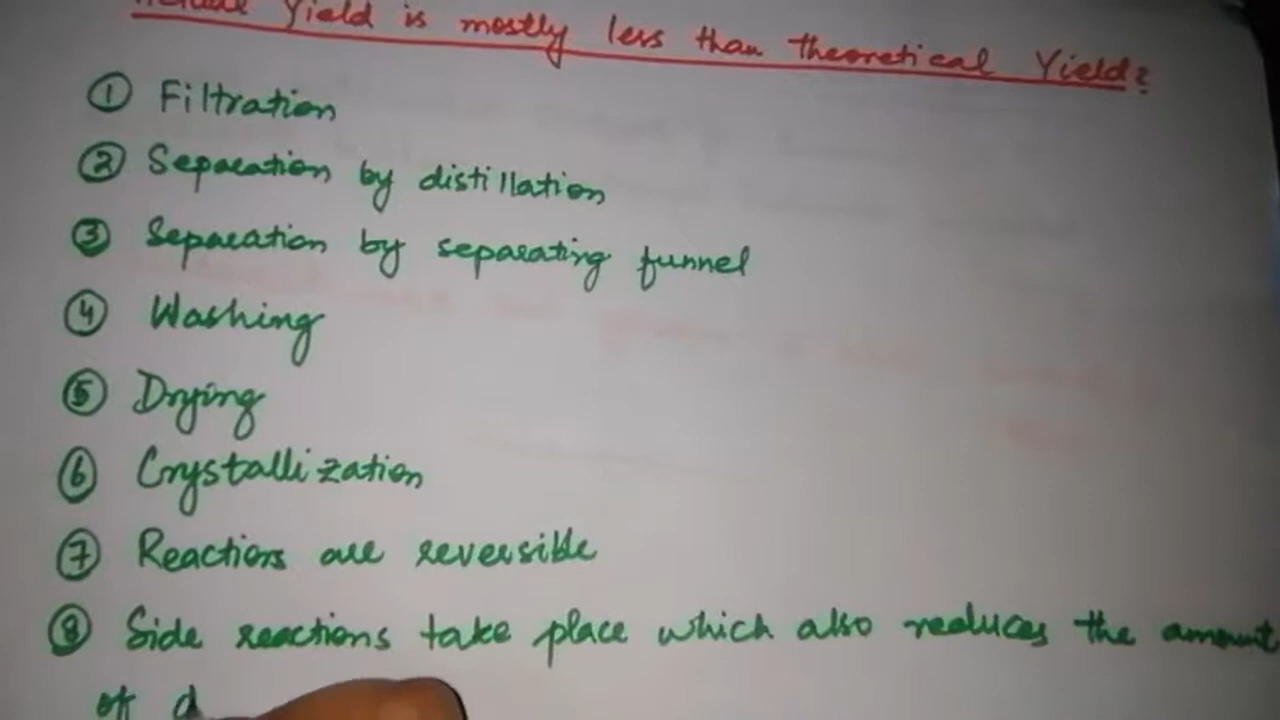 Actual Yield is mostly less than theoretical Yield?
① Filtration
② Separation by distillation
③ Separation by separating funnel
④ Washing
⑤ Drying
⑥ Crystallization
⑦ Reactions are reversible
⑧ Side reactions take place which also reduces the amount
of d